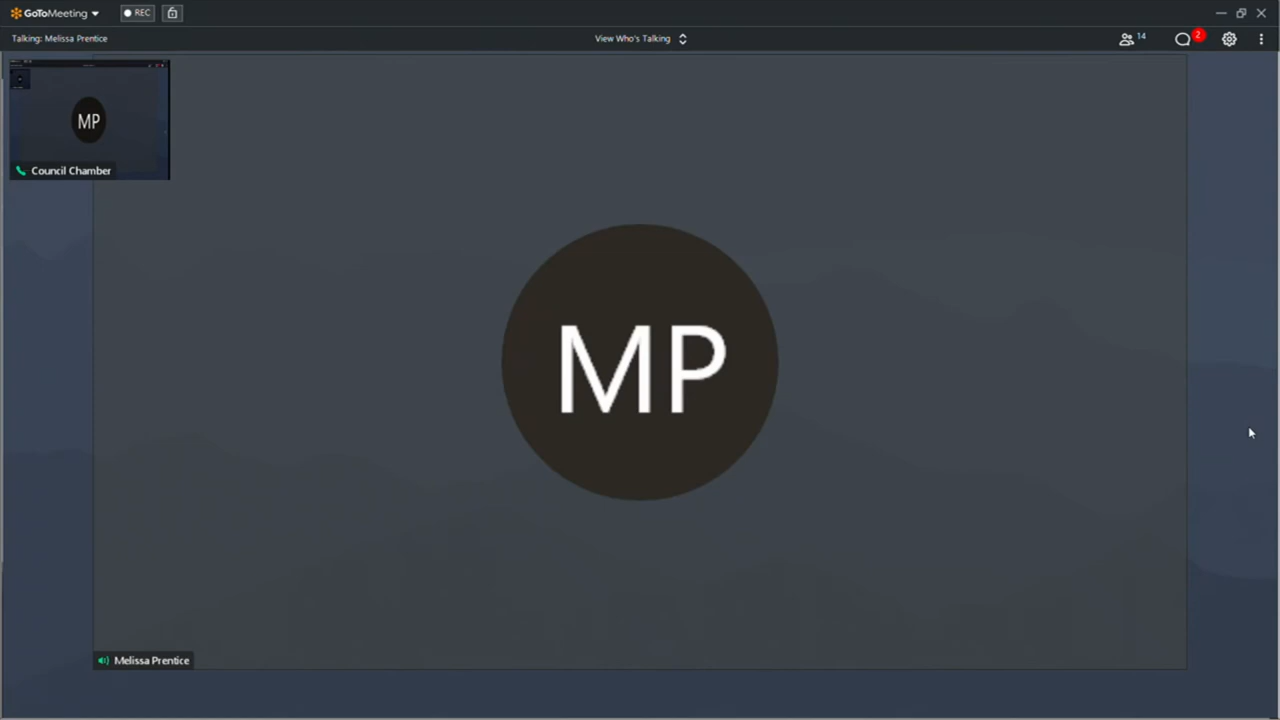 GoToMeeting
REC
Talking: Melissa Prentice
View Who's Talking
14
2
MP
Council Chamber
MP
Melissa Prentice